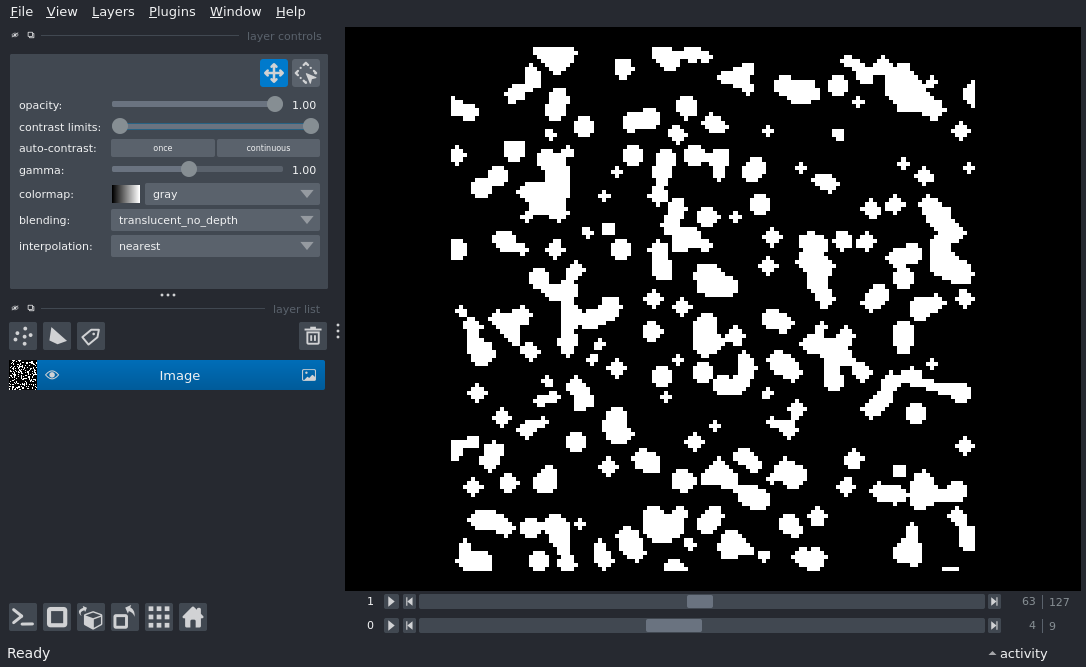 File View Layers Plugins Window Help
layer controls
opacity: 1.00
contrast limits:
auto-contrast: once continuous
gamma: 1.00
colormap: gray
blending: translucent_no_depth
interpolation: nearest
layer list
Image
1 63 127
0 4 9
Ready activity